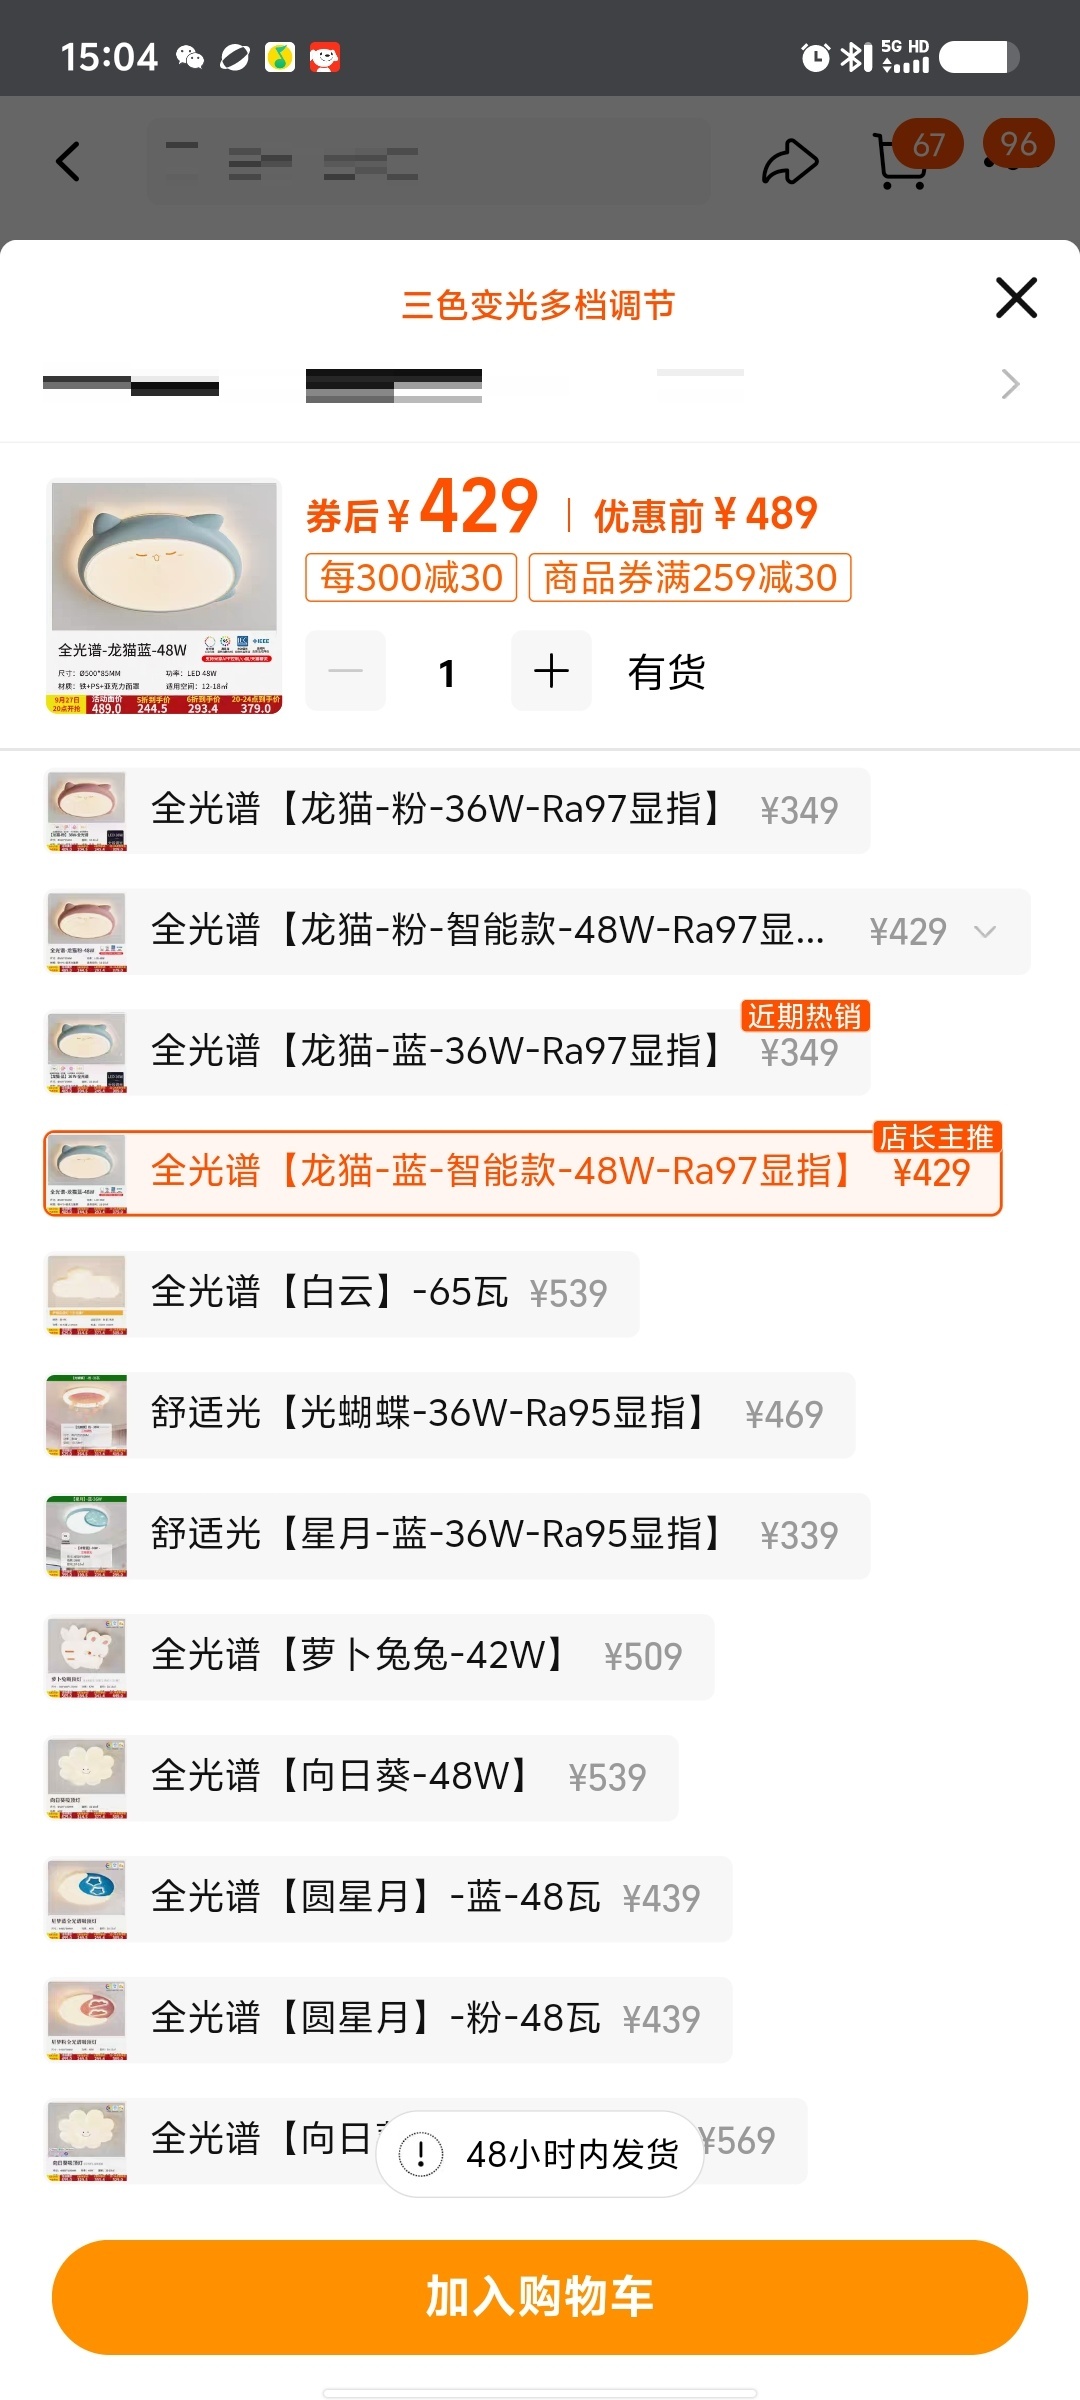 15:04
5G HD
67
96
三色变光多档调节
券后¥429 优惠前¥489
每300减30 商品券满259减30
1 有货
全光谱-龙猫蓝-48W
尺寸：Ø500*85MM 功率：LED 48W
材质：铁+PS+亚克力面罩 适用空间：12-18㎡
9月27日 活动面价 5折到手价 6折到手价 20-24点到手价
20点开抢 489.0 244.5 293.4 379.0
全光谱【龙猫-粉-36W-Ra97显指】 ¥349
全光谱【龙猫-粉-智能款-48W-Ra97显... ¥429
近期热销
全光谱【龙猫-蓝-36W-Ra97显指】 ¥349
店长主推
全光谱【龙猫-蓝-智能款-48W-Ra97显指】 ¥429
全光谱【白云】-65瓦 ¥539
舒适光【光蝴蝶-36W-Ra95显指】 ¥469
舒适光【星月-蓝-36W-Ra95显指】 ¥339
全光谱【萝卜兔兔-42W】 ¥509
全光谱【向日葵-48W】 ¥539
全光谱【圆星月】-蓝-48瓦 ¥439
全光谱【圆星月】-粉-48瓦 ¥439
全光谱【向日 ¥569
48小时内发货
加入购物车